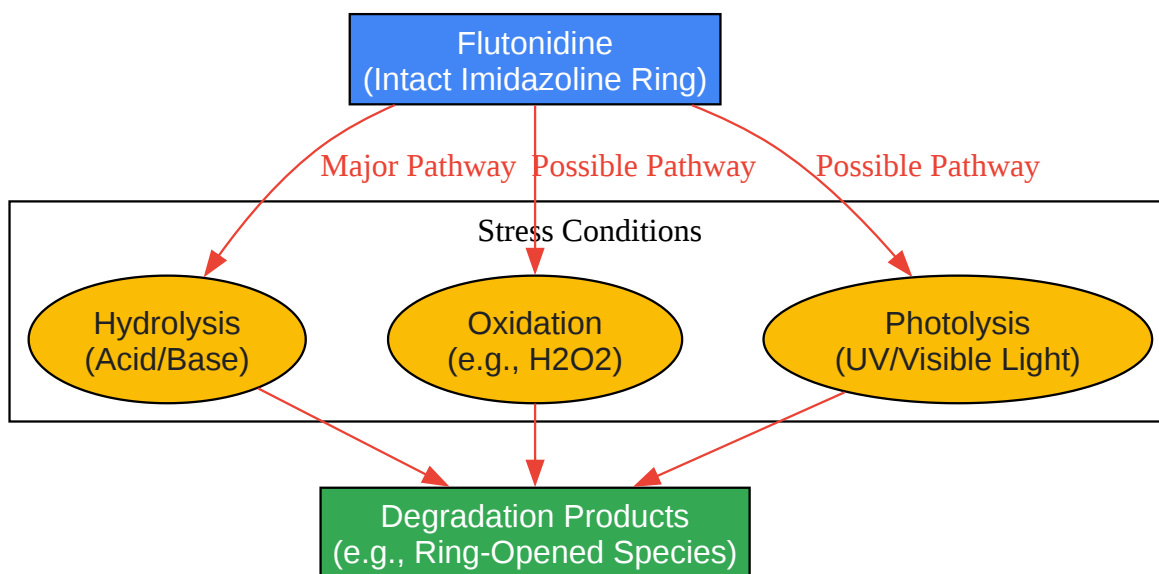 Flutonidine
(Intact Imidazoline Ring)
Major Pathway
Possible Pathway
Possible Pathway
Stress Conditions
Hydrolysis
(Acid/Base)
Oxidation
(e.g., H2O2)
Photolysis
(UV/Visible Light)
Degradation Products
(e.g., Ring-Opened Species)